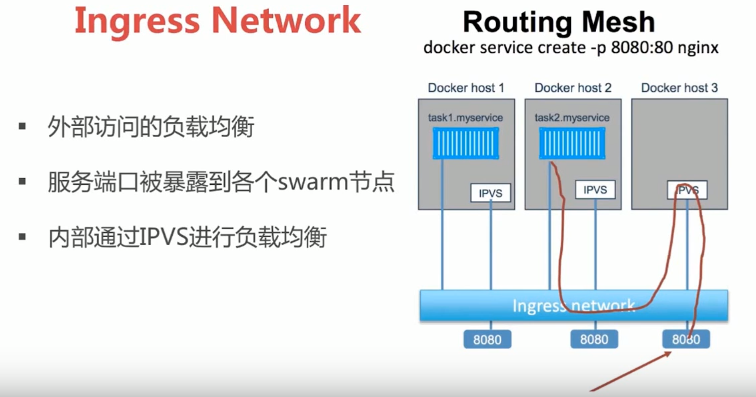 Ingress Network
外部访问的负载均衡
服务端口被暴露到各个swarm节点
内部通过IPVS进行负载均衡
Routing Mesh
docker service create -p 8080:80 nginx
Docker host 1
Docker host 2
Docker host 3
task1.myservice
task2.myservice
IPVS
IPVS
IPVS
Ingress network
8080
8080
8080